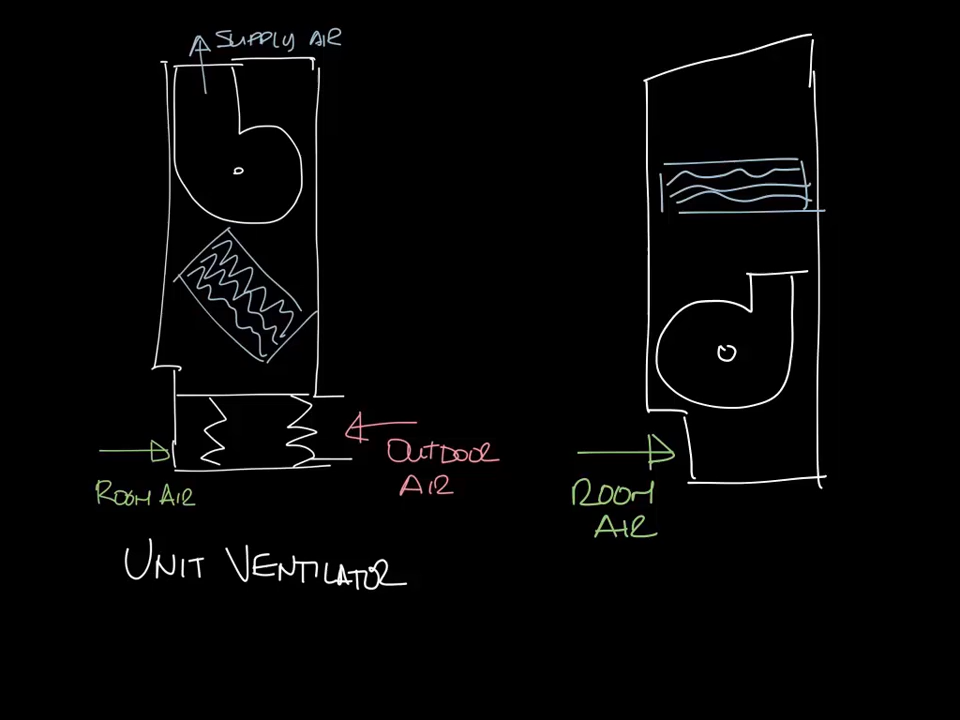 SUPPLY AIR
OUTDOOR
AIR
ROOM AIR
ROOM
AIR
UNIT VENTILATOR